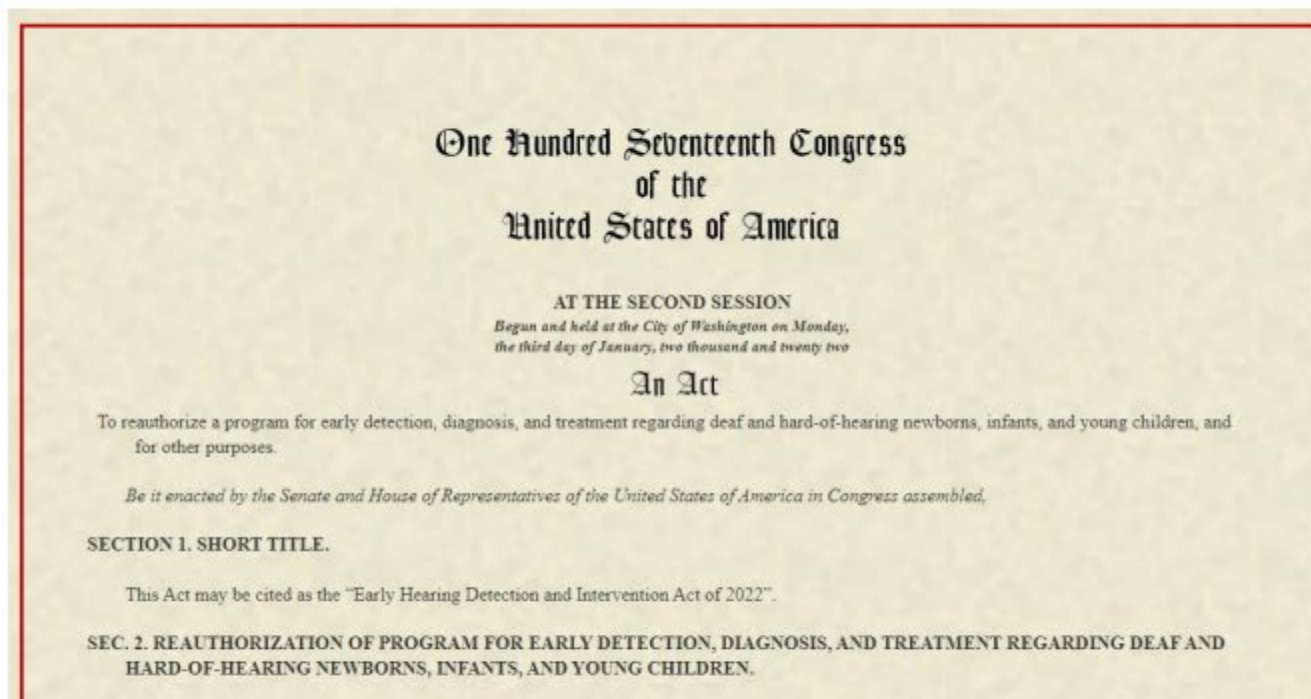 One Hundred Seventeenth Congress
of the
United States of America
AT THE SECOND SESSION
Begun and held at the City of Washington on Monday,
the third day of January, two thousand and twenty two
An Act
To reauthorize a program for early detection, diagnosis, and treatment regarding deaf and hard-of-hearing newborns, infants, and young children, and
for other purposes.
Be it enacted by the Senate and House of Representatives of the United States of America in Congress assembled,
SECTION 1. SHORT TITLE.
This Act may be cited as the “Early Hearing Detection and Intervention Act of 2022”.
SEC. 2. REAUTHORIZATION OF PROGRAM FOR EARLY DETECTION, DIAGNOSIS, AND TREATMENT REGARDING DEAF AND
HARD-OF-HEARING NEWBORNS, INFANTS, AND YOUNG CHILDREN.